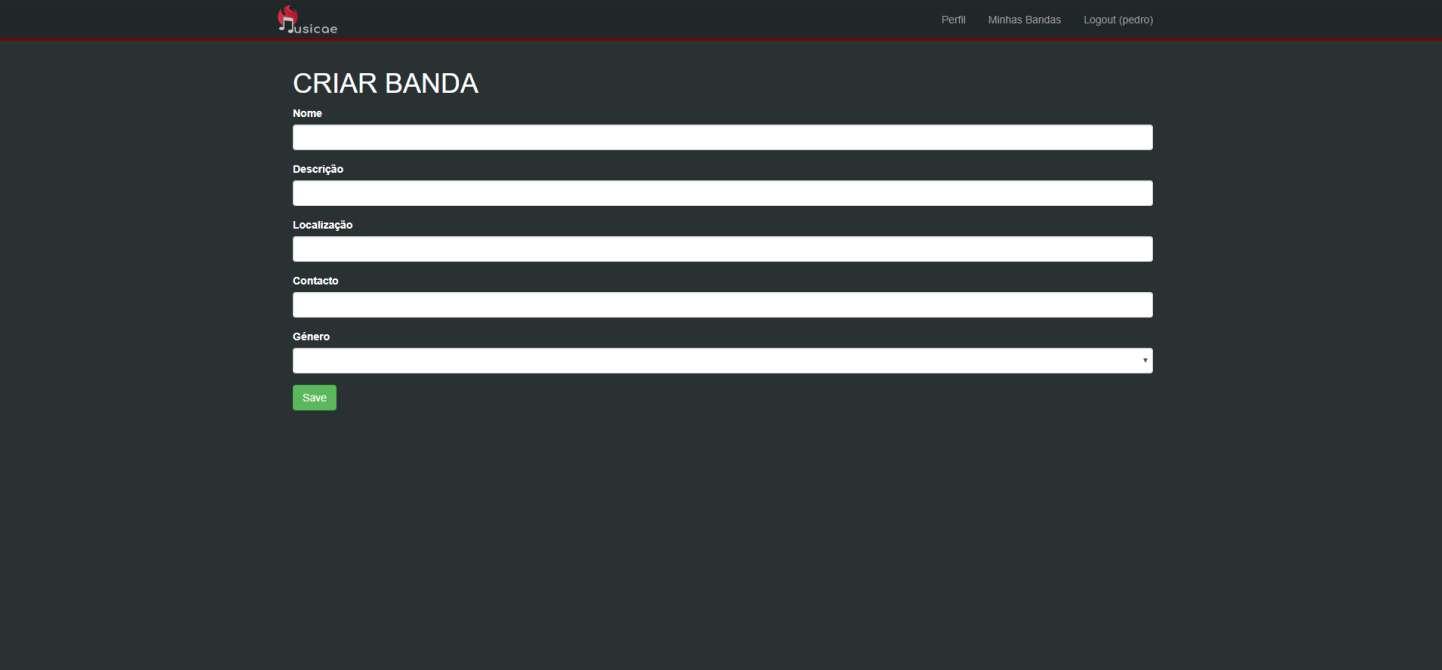 usicae
Perfil Minhas Bandas Logout (pedro)
CRIAR BANDA
Nome
Descrição
Localização
Contacto
Género
Save